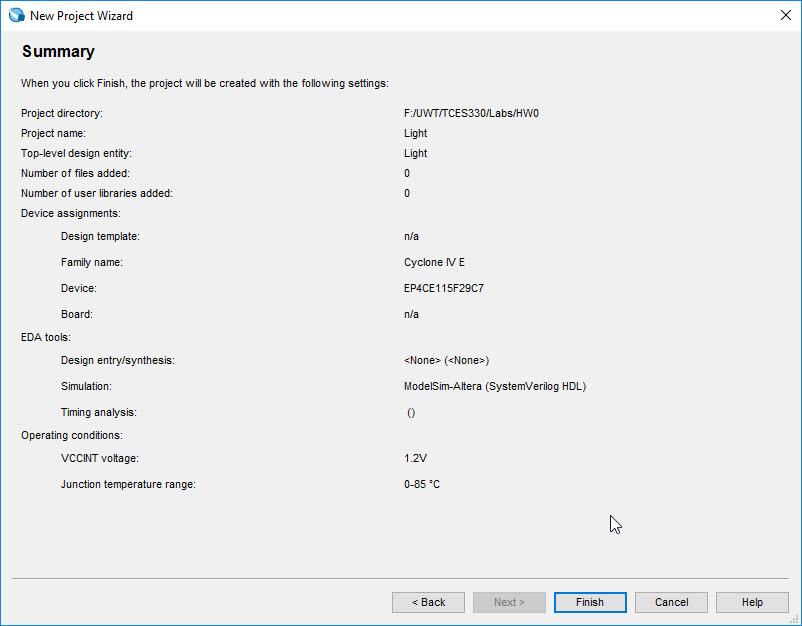 New Project Wizard
Summary
When you click Finish, the project will be created with the following settings:
Project directory: F:/UWT/TCES330/Labs/HW0
Project name: Light
Top-level design entity: Light
Number of files added: 0
Number of user libraries added: 0
Device assignments:
Design template: n/a
Family name: Cyclone IV E
Device: EP4CE115F29C7
Board: n/a
EDA tools:
Design entry/synthesis: <None> (<None>)
Simulation: ModelSim-Altera (SystemVerilog HDL)
Timing analysis: ()
Operating conditions:
VCCINT voltage: 1.2V
Junction temperature range: 0-85 °C
< Back Next > Finish Cancel Help